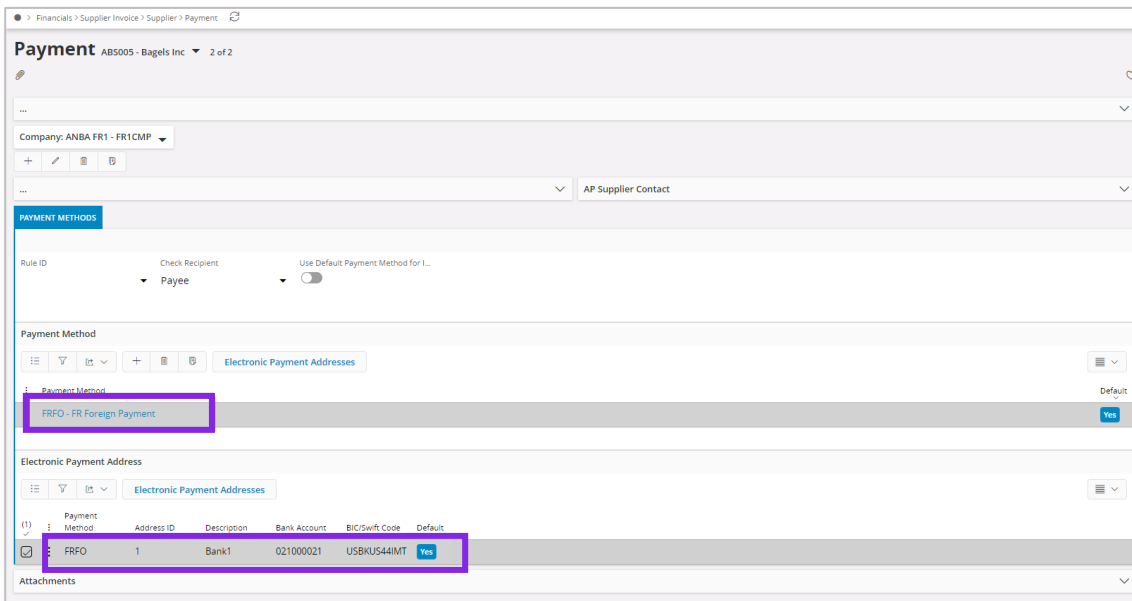 > Financials > Supplier Invoice > Supplier > Payment
Payment ABS005 - Bagels Inc 2 of 2
...
Company: ANBA FR1 - FR1CMP
...
AP Supplier Contact
PAYMENT METHODS
Rule ID Check Recipient Use Default Payment Method for I...
Payee
Payment Method
Electronic Payment Addresses
Payment Method Default
FRFO - FR Foreign Payment Yes
Electronic Payment Address
Electronic Payment Addresses
Payment
(1) Method Address ID Description Bank Account BIC/Swift Code Default
FRFO 1 Bank1 021000021 USBKUS44IMT Yes
Attachments